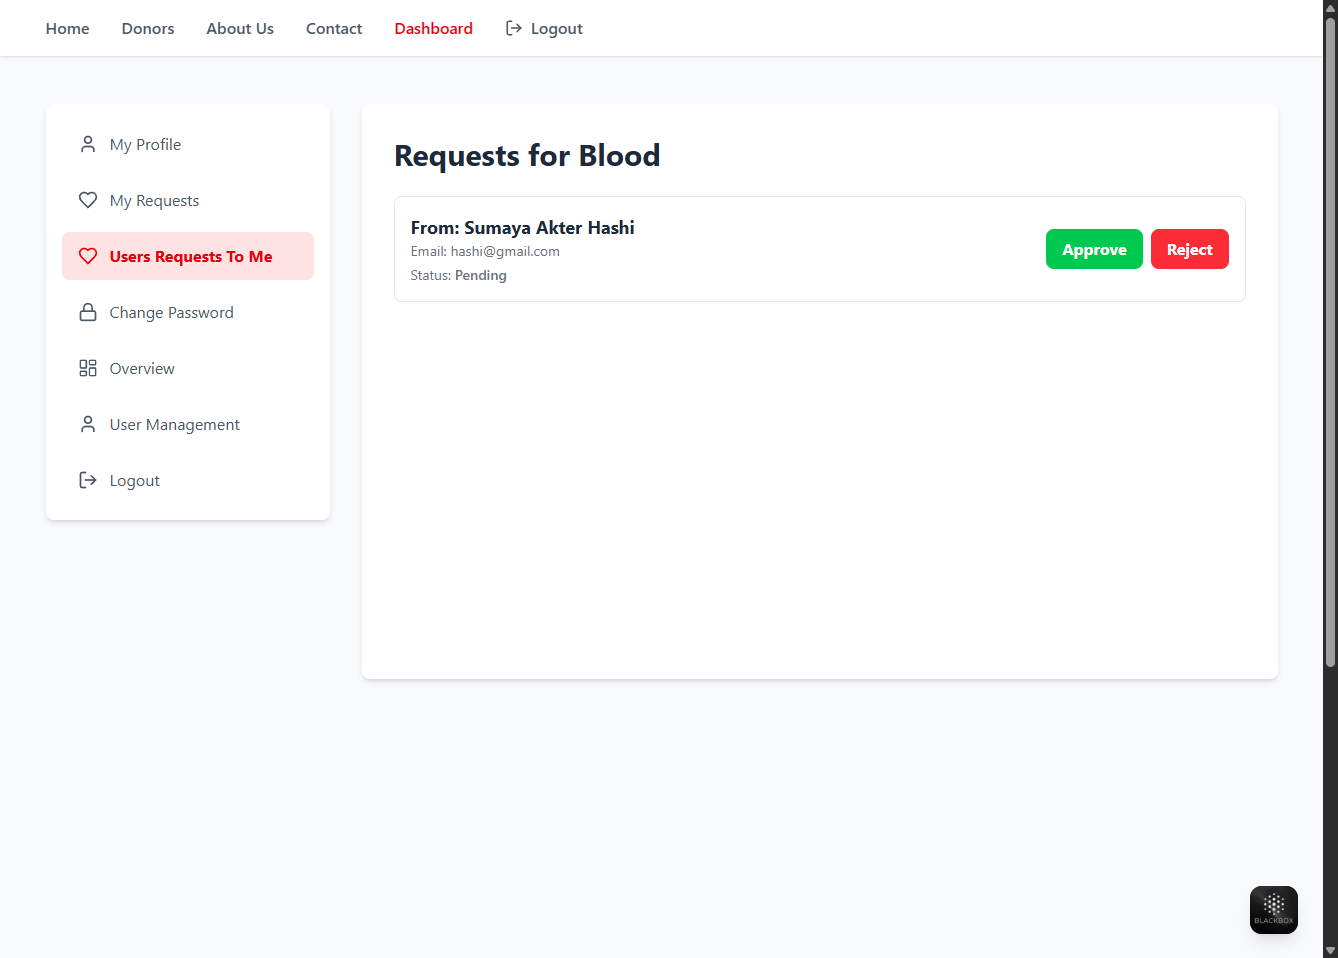 Home Donors About Us Contact Dashboard Logout
My Profile
My Requests
Users Requests To Me
Change Password
Overview
User Management
Logout
Requests for Blood
From: Sumaya Akter Hashi
Email: hashi@gmail.com
Status: Pending
Approve Reject
BLACKBOX